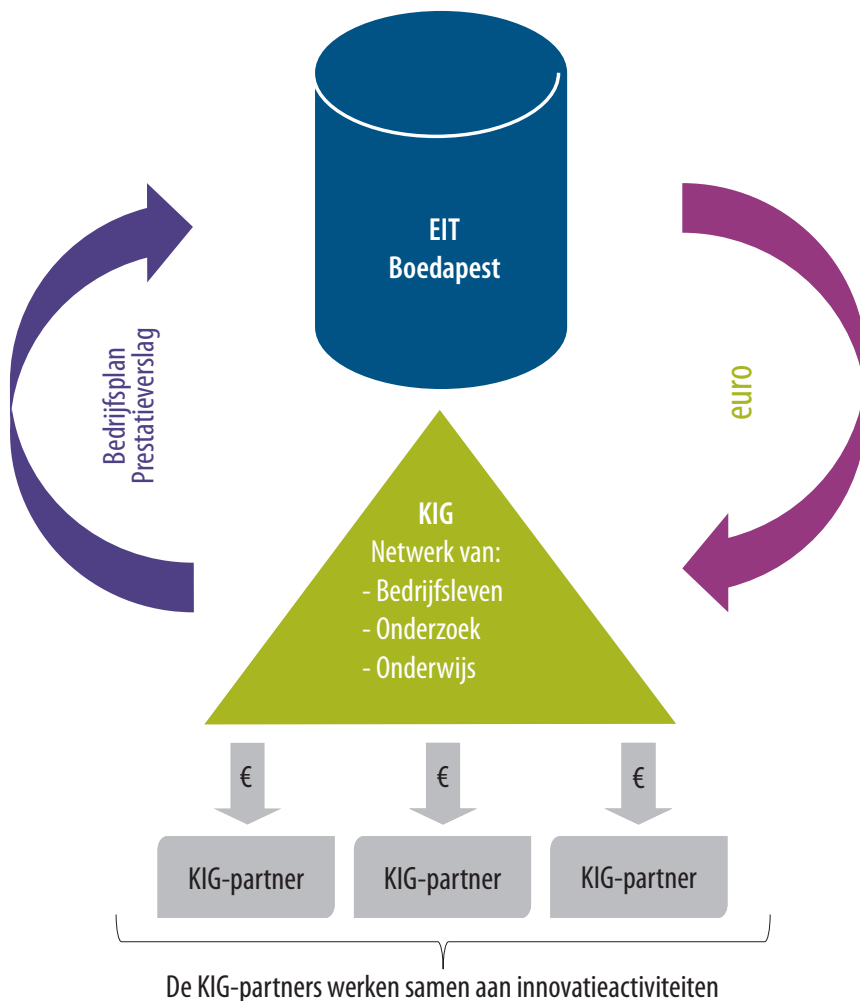 EIT
Boedapest
Bedrijfsplan
Prestatieverslag
euro
KIG
Netwerk van:
- Bedrijfsleven
- Onderzoek
- Onderwijs
€
€
€
KIG-partner
KIG-partner
KIG-partner
De KIG-partners werken samen aan innovatieactiviteiten